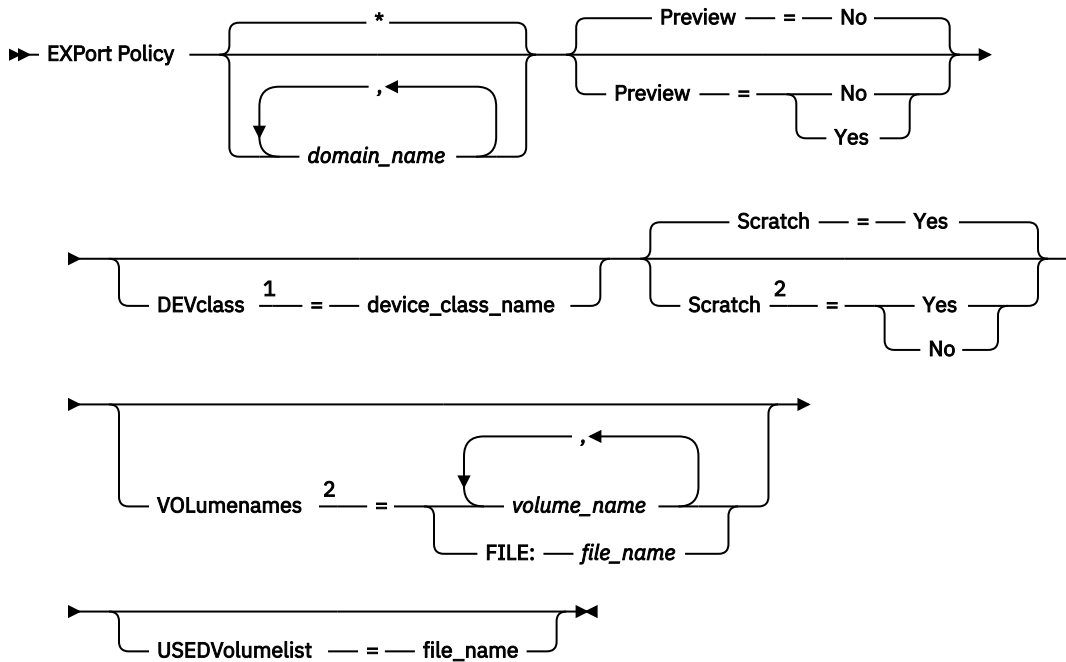 *
Preview = No
EXPort Policy
,
domain_name
Preview = No
Yes
Scratch = Yes
DEVclass 1 = device_class_name
Scratch 2 = Yes
No
,
VOLumenames 2 = volume_name
FILE: file_name
USEDVolumelist = file_name